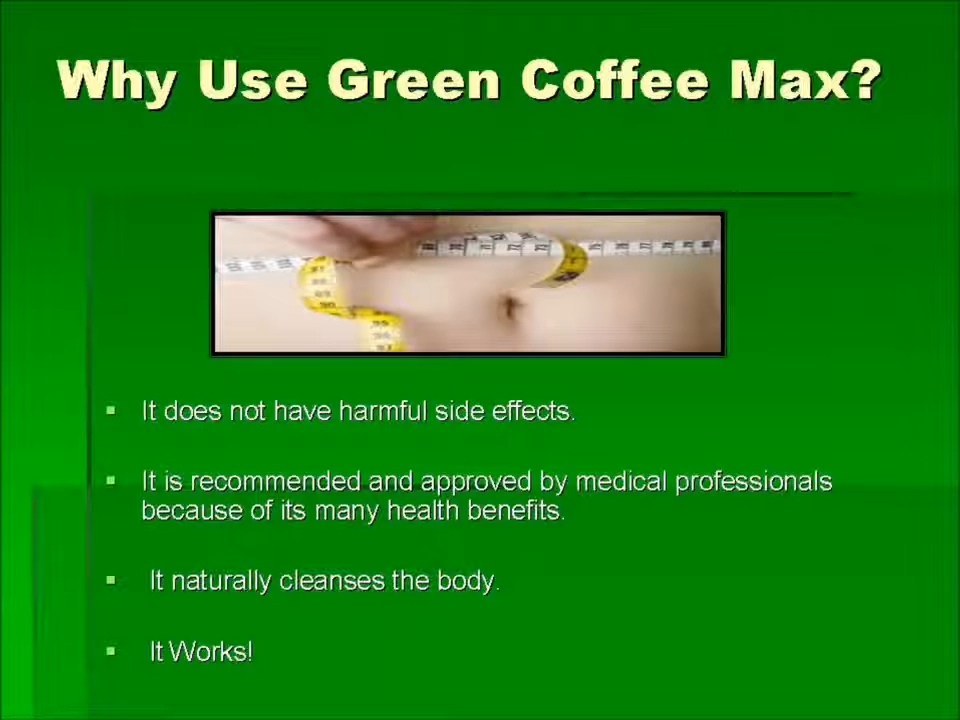 Why Use Green Coffee Max?
It does not have harmful side effects.
It is recommended and approved by medical professionals
because of its many health benefits.
It naturally cleanses the body.
It Works!